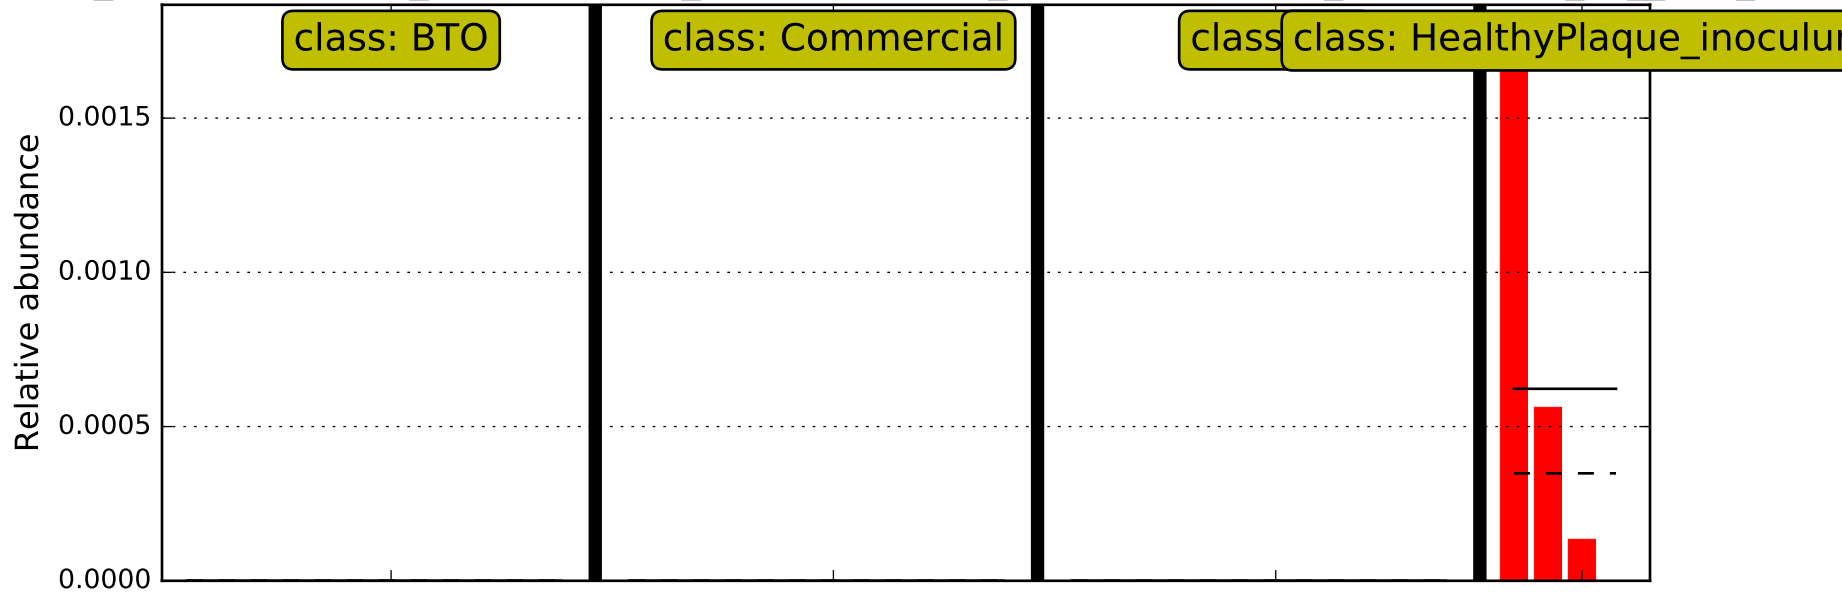 class: BTO
class: Commercial
class
class: HealthyPlaque_inoculu
0.0015
0.0010
0.0005
0.0000
Relative abundance